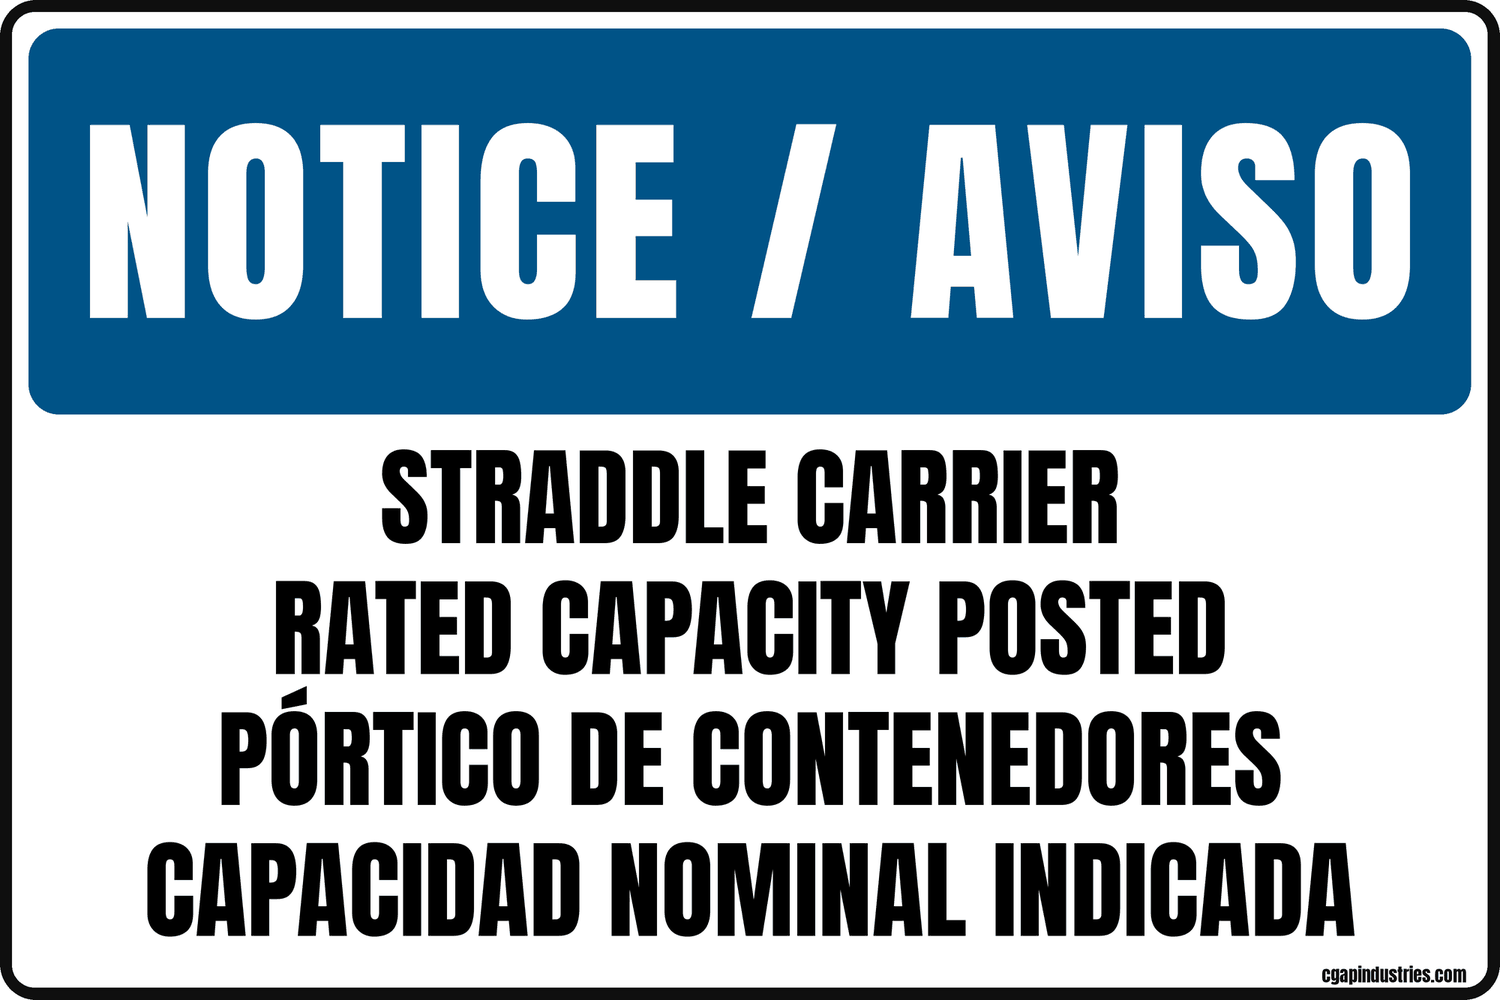 NOTICE / AVISO
STRADDLE CARRIER
RATED CAPACITY POSTED
PÓRTICO DE CONTENEDORES
CAPACIDAD NOMINAL INDICADA
cgapindustries.com